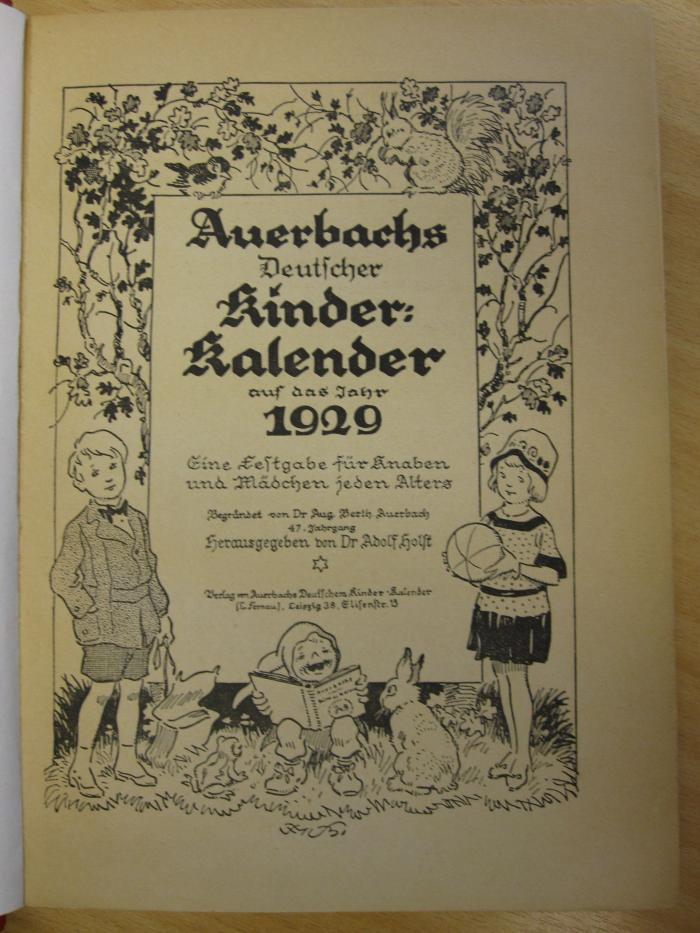 Auerbachs
Deutſcher
Kinder-
Kalender
auf das Jahr
1929
Eine Feſtgabe für Knaben
und Mädchen jeden Alters
Begründet von Dr Aug. Berth. Auerbach
47. Jahrgang
Herausgegeben von Dr Adolf Holſt
Verlag von Auerbachs Deutſchem Kinder-Kalender
(L. Fernau), Leipzig 38, Eliſenſtr. 13